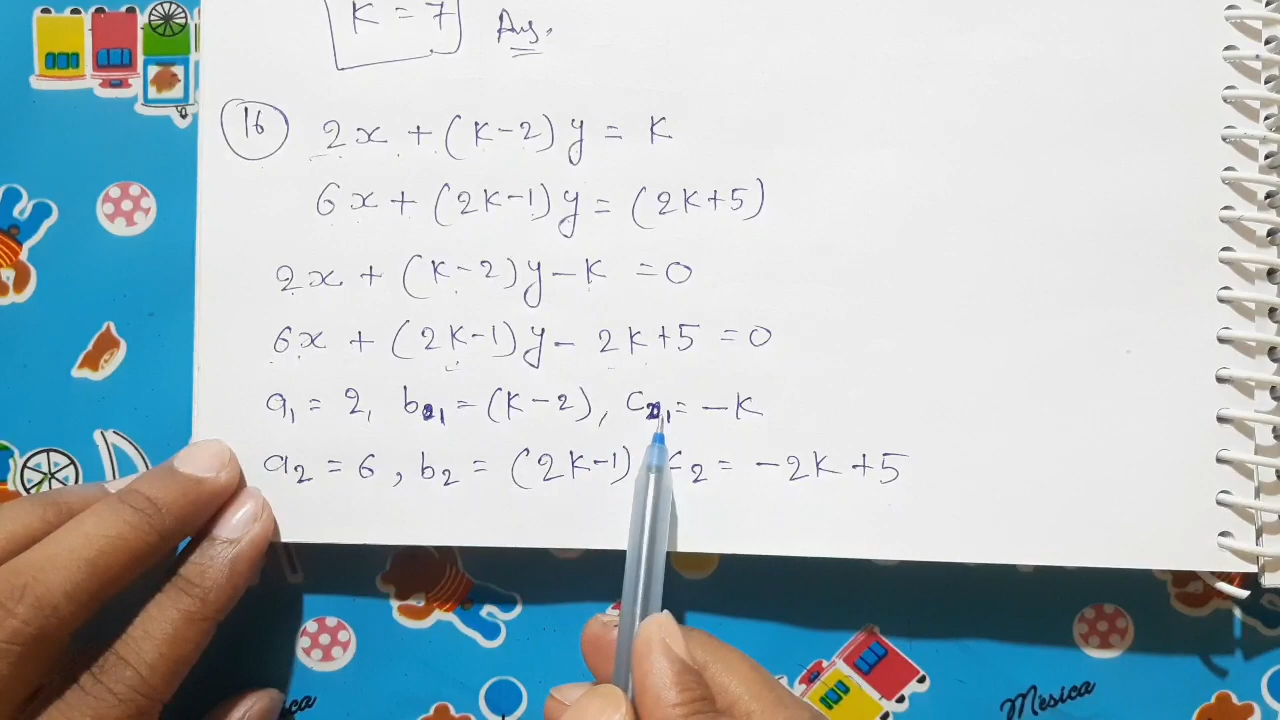 K = 7 Ans.
16 2x + (K-2) y = K
6x + (2K-1) y = (2K+5)
2x + (K-2) y - K = 0
6x + (2K-1) y - 2K+5 = 0
a1 = 2, b1 = (K-2), c1 = -K
a2 = 6, b2 = (2K-1) c2 = -2K+5
Mesica